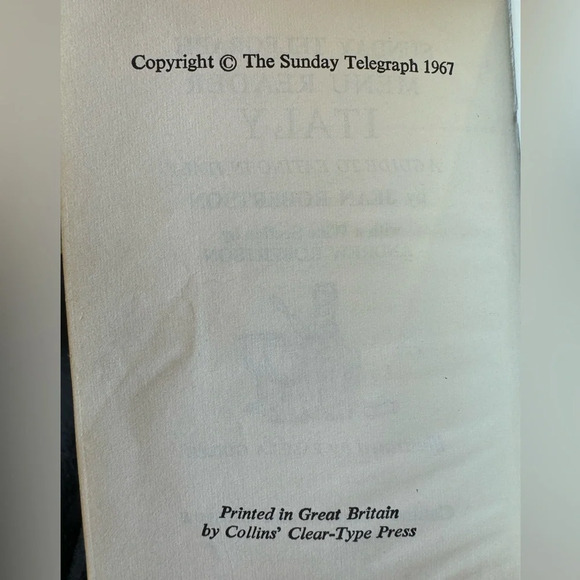 Copyright © The Sunday Telegraph 1967
Printed in Great Britain
by Collins' Clear-Type Press